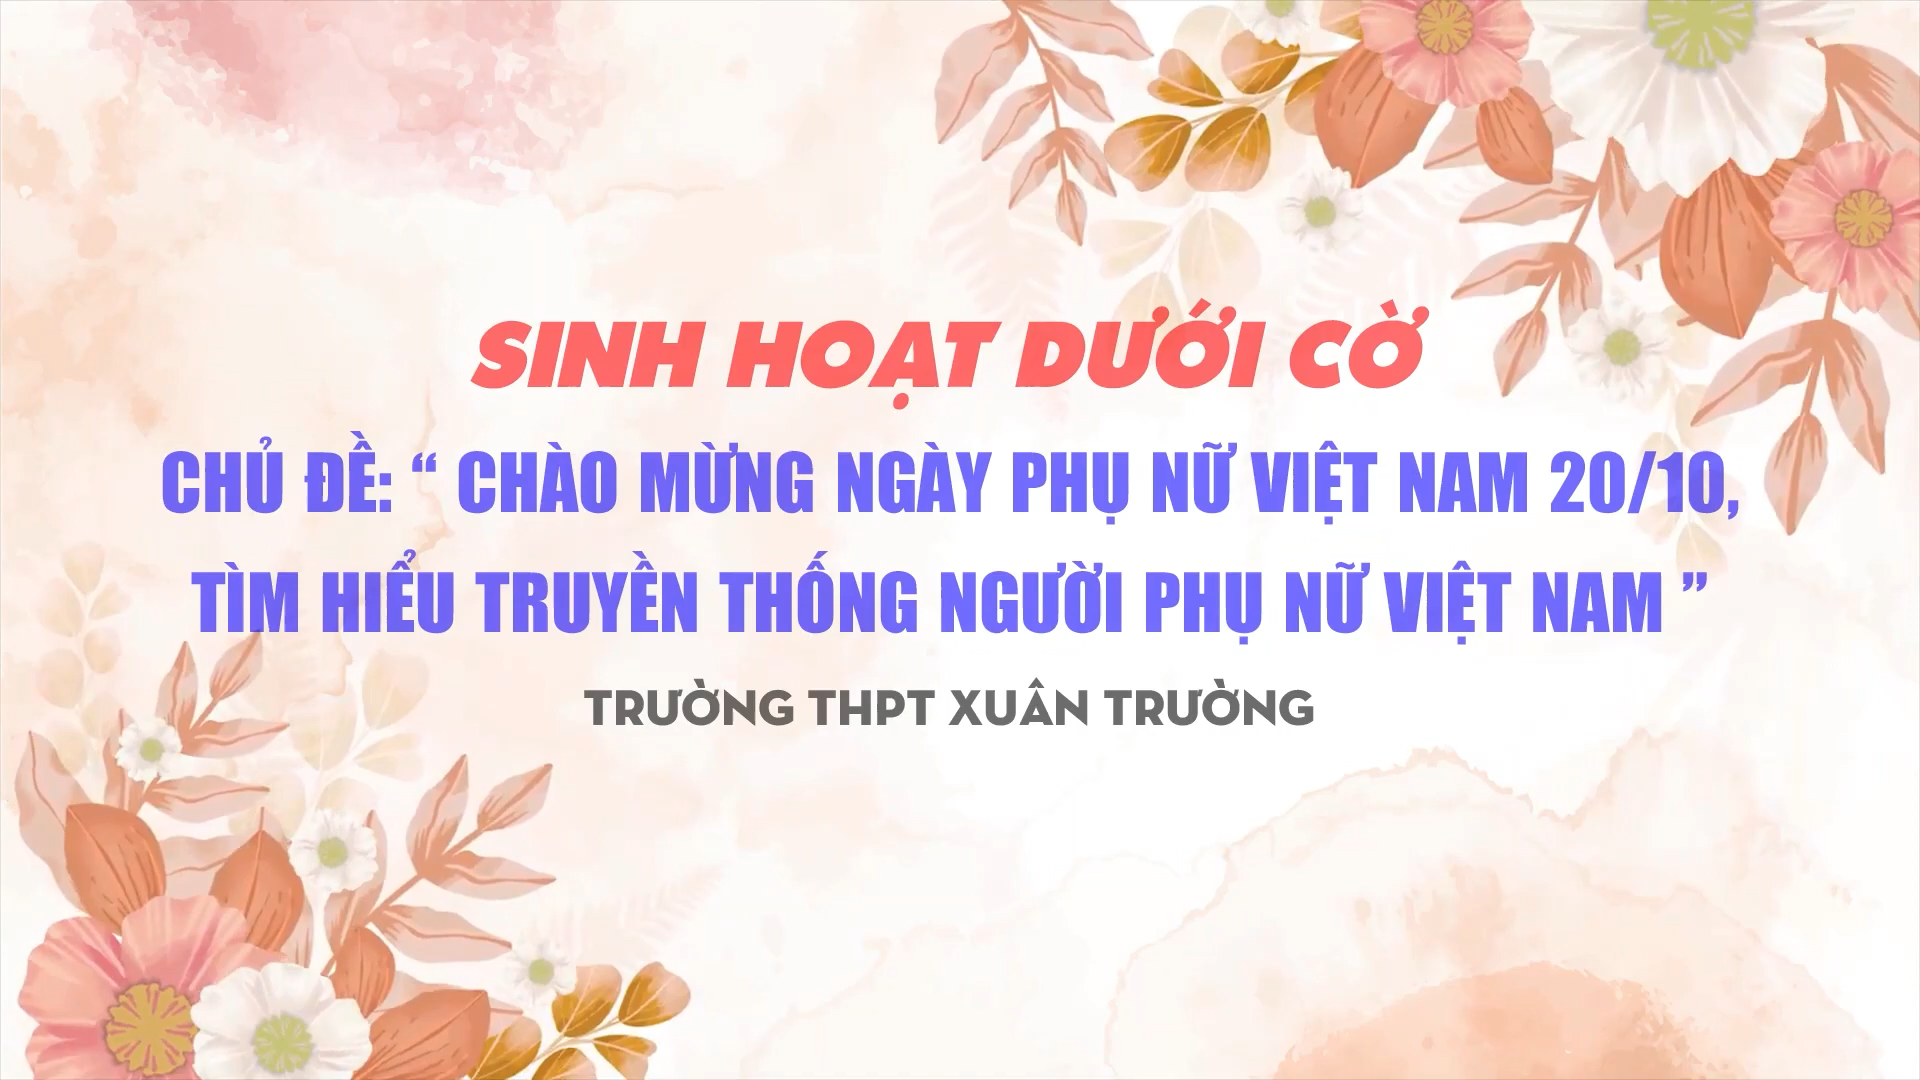 SINH HOẠT DƯỚI CỜ
CHỦ ĐỀ: “ CHÀO MỪNG NGÀY PHỤ NỮ VIỆT NAM 20/10,
TÌM HIỂU TRUYỀN THỐNG NGƯỜI PHỤ NỮ VIỆT NAM ”
TRƯỜNG THPT XUÂN TRƯỜNG